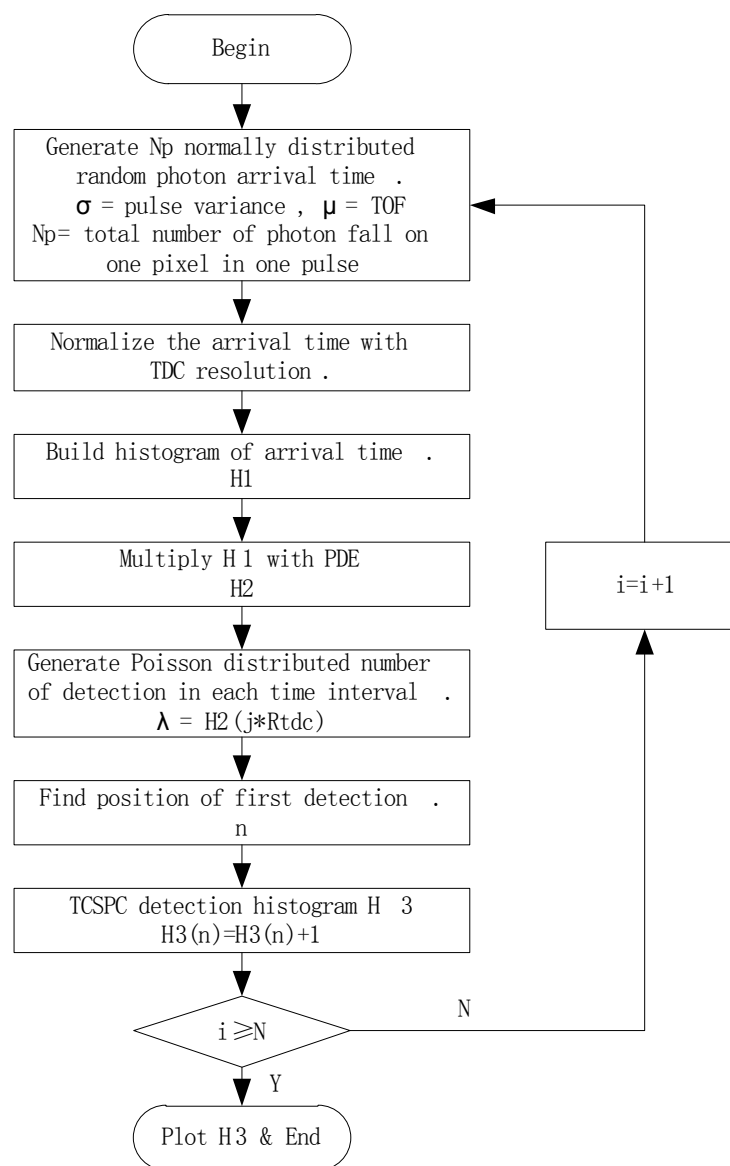 Begin
Generate Np normally distributed
random photon arrival time .
σ = pulse variance , μ = TOF
Np= total number of photon fall on
one pixel in one pulse
Normalize the arrival time with
TDC resolution .
Build histogram of arrival time .
H1
Multiply H1 with PDE
H2
i=i+1
Generate Poisson distributed number
of detection in each time interval .
λ = H2(j*Rtdc)
Find position of first detection .
n
TCSPC detection histogram H 3
H3(n)=H3(n)+1
i≥N
N
Y
Plot H3 & End